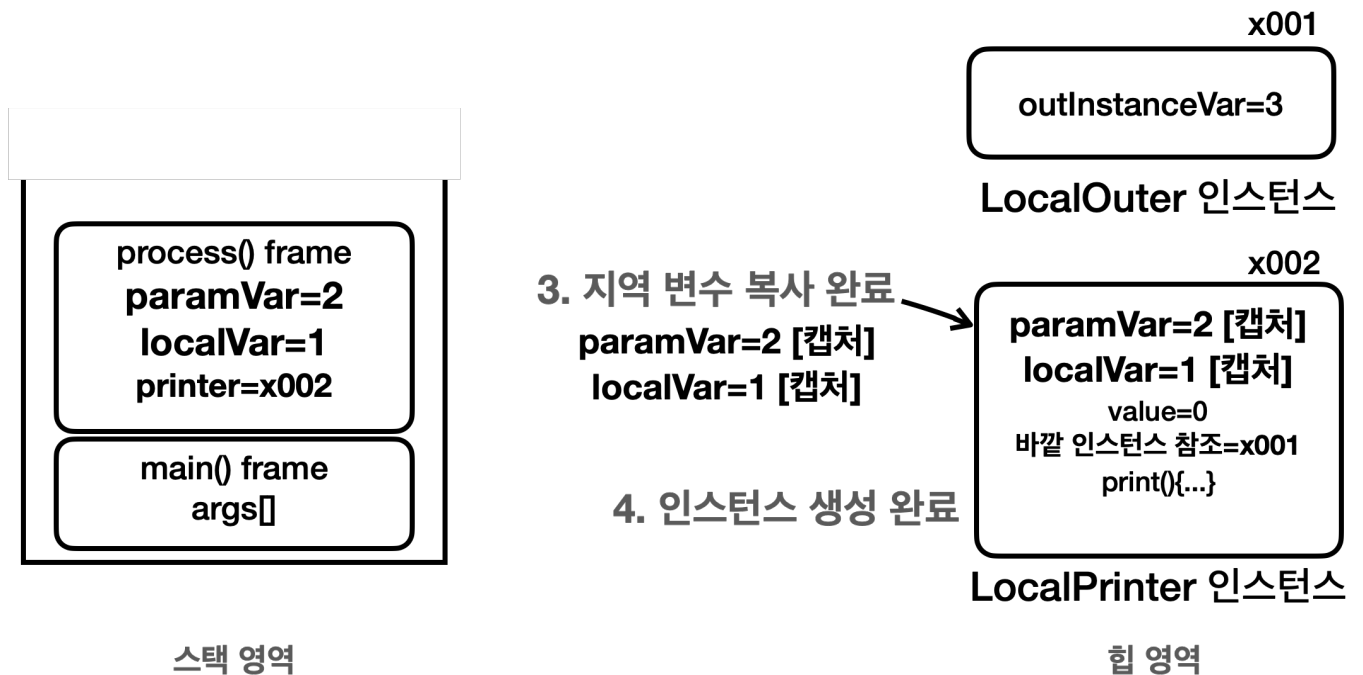 process() frame
paramVar=2
localVar=1
printer=x002
main() frame
args[]
스택 영역
3. 지역 변수 복사 완료
paramVar=2 [캡처]
localVar=1 [캡처]
4. 인스턴스 생성 완료
x001
outInstanceVar=3
LocalOuter 인스턴스
x002
paramVar=2 [캡처]
localVar=1 [캡처]
value=0
바깥 인스턴스 참조=x001
print(){...}
LocalPrinter 인스턴스
힙 영역